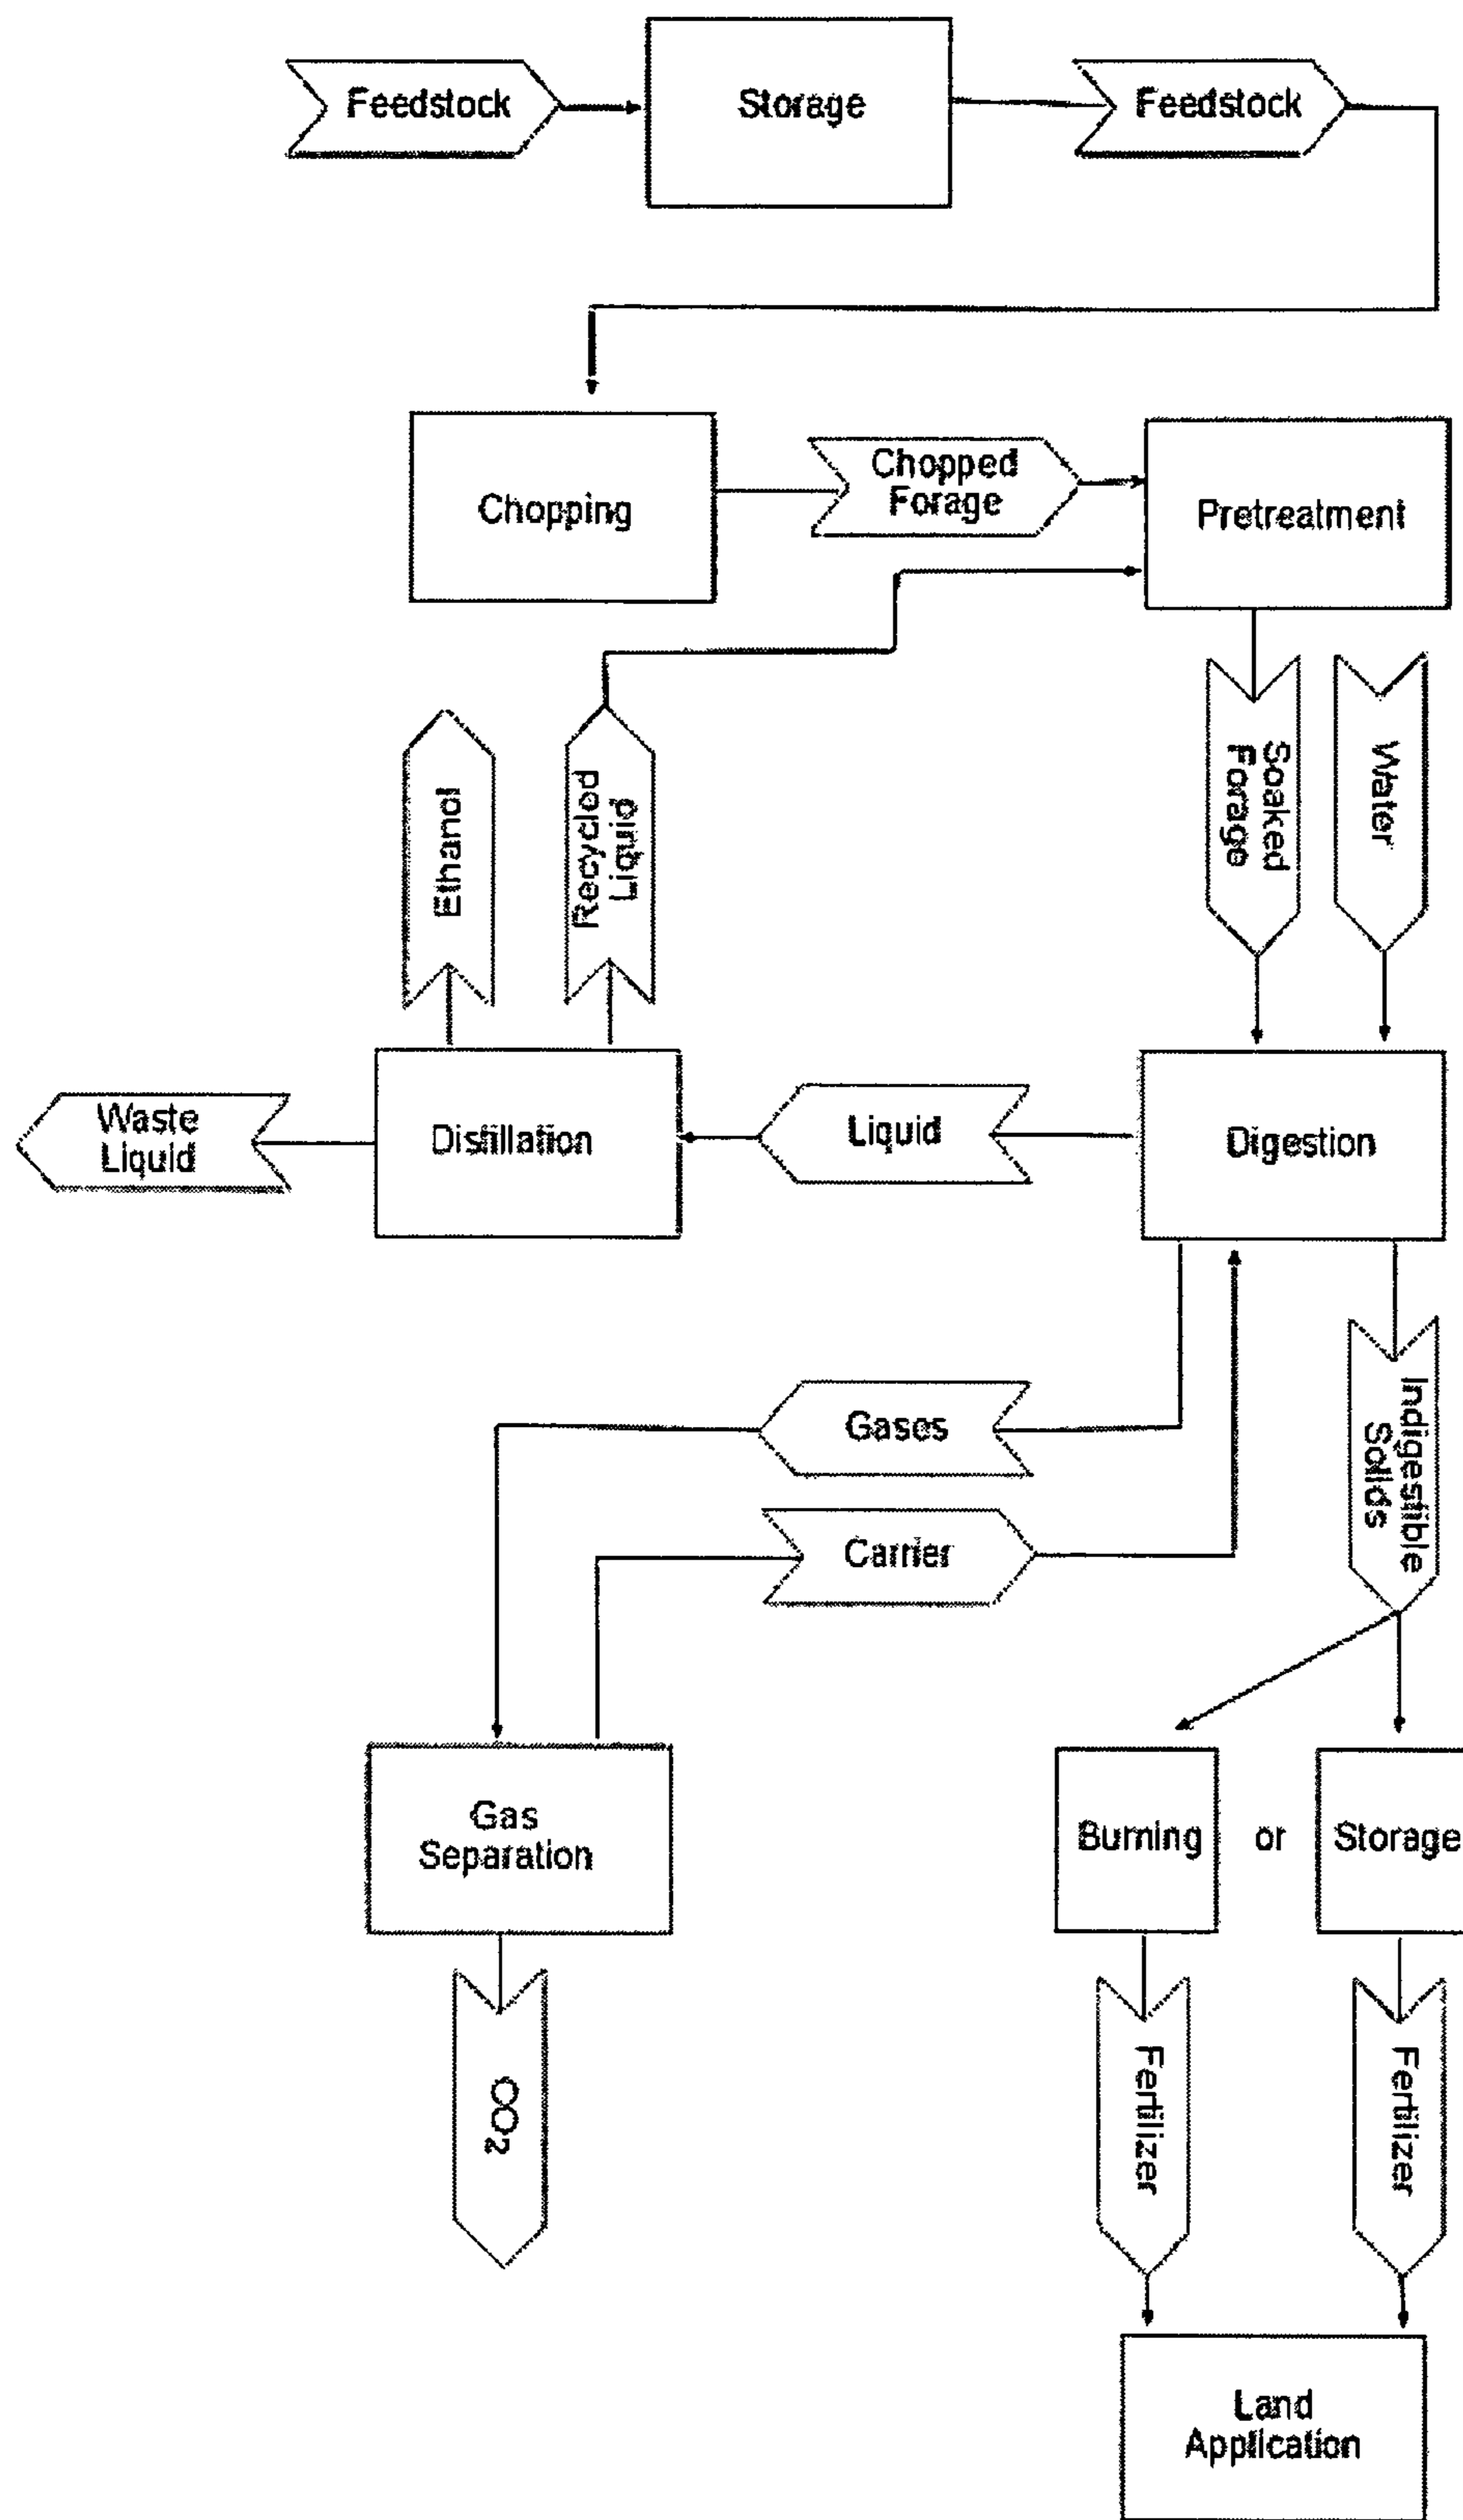 Feedstock
Storage
Feedstock
Chopping
Chopped
Forage
Pretreatment
Ethanol
Recycled
Liquid
Soaked
Forage
Water
Waste
Liquid
Distillation
Liquid
Digestion
Gases
Carrier
Indigestible
Solids
Gas
Separation
Burning
or
Storage
CO2
Fertilizer
Fertilizer
Land
Application